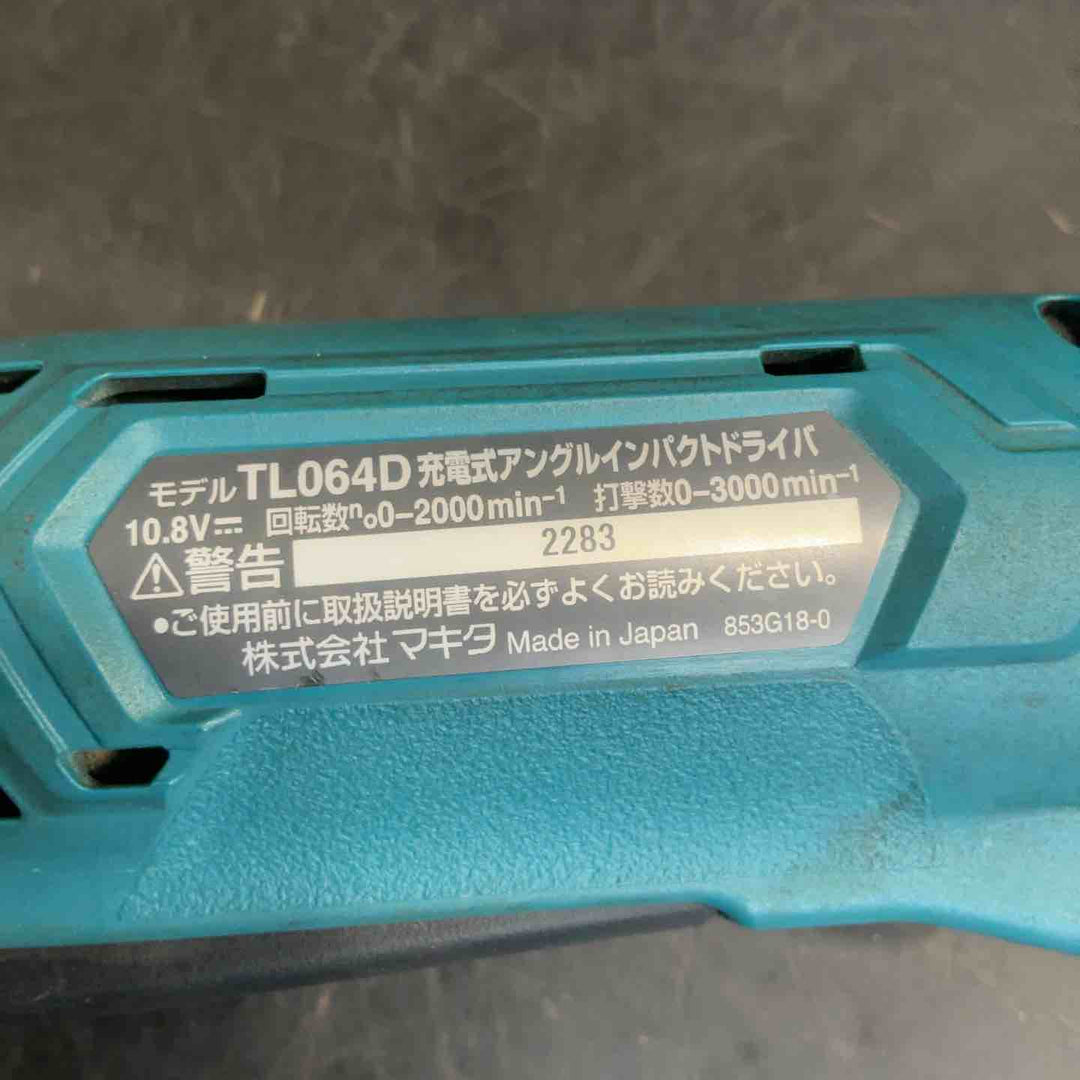 モデルTL064D 充電式アングルインパクトドライバ
10.8V⎓ 回転数n₀0-2000min⁻¹ 打撃数0-3000min⁻¹
⚠警告 2283
●ご使用前に取扱説明書を必ずよくお読みください。
株式会社マキタ Made in Japan 853G18-0